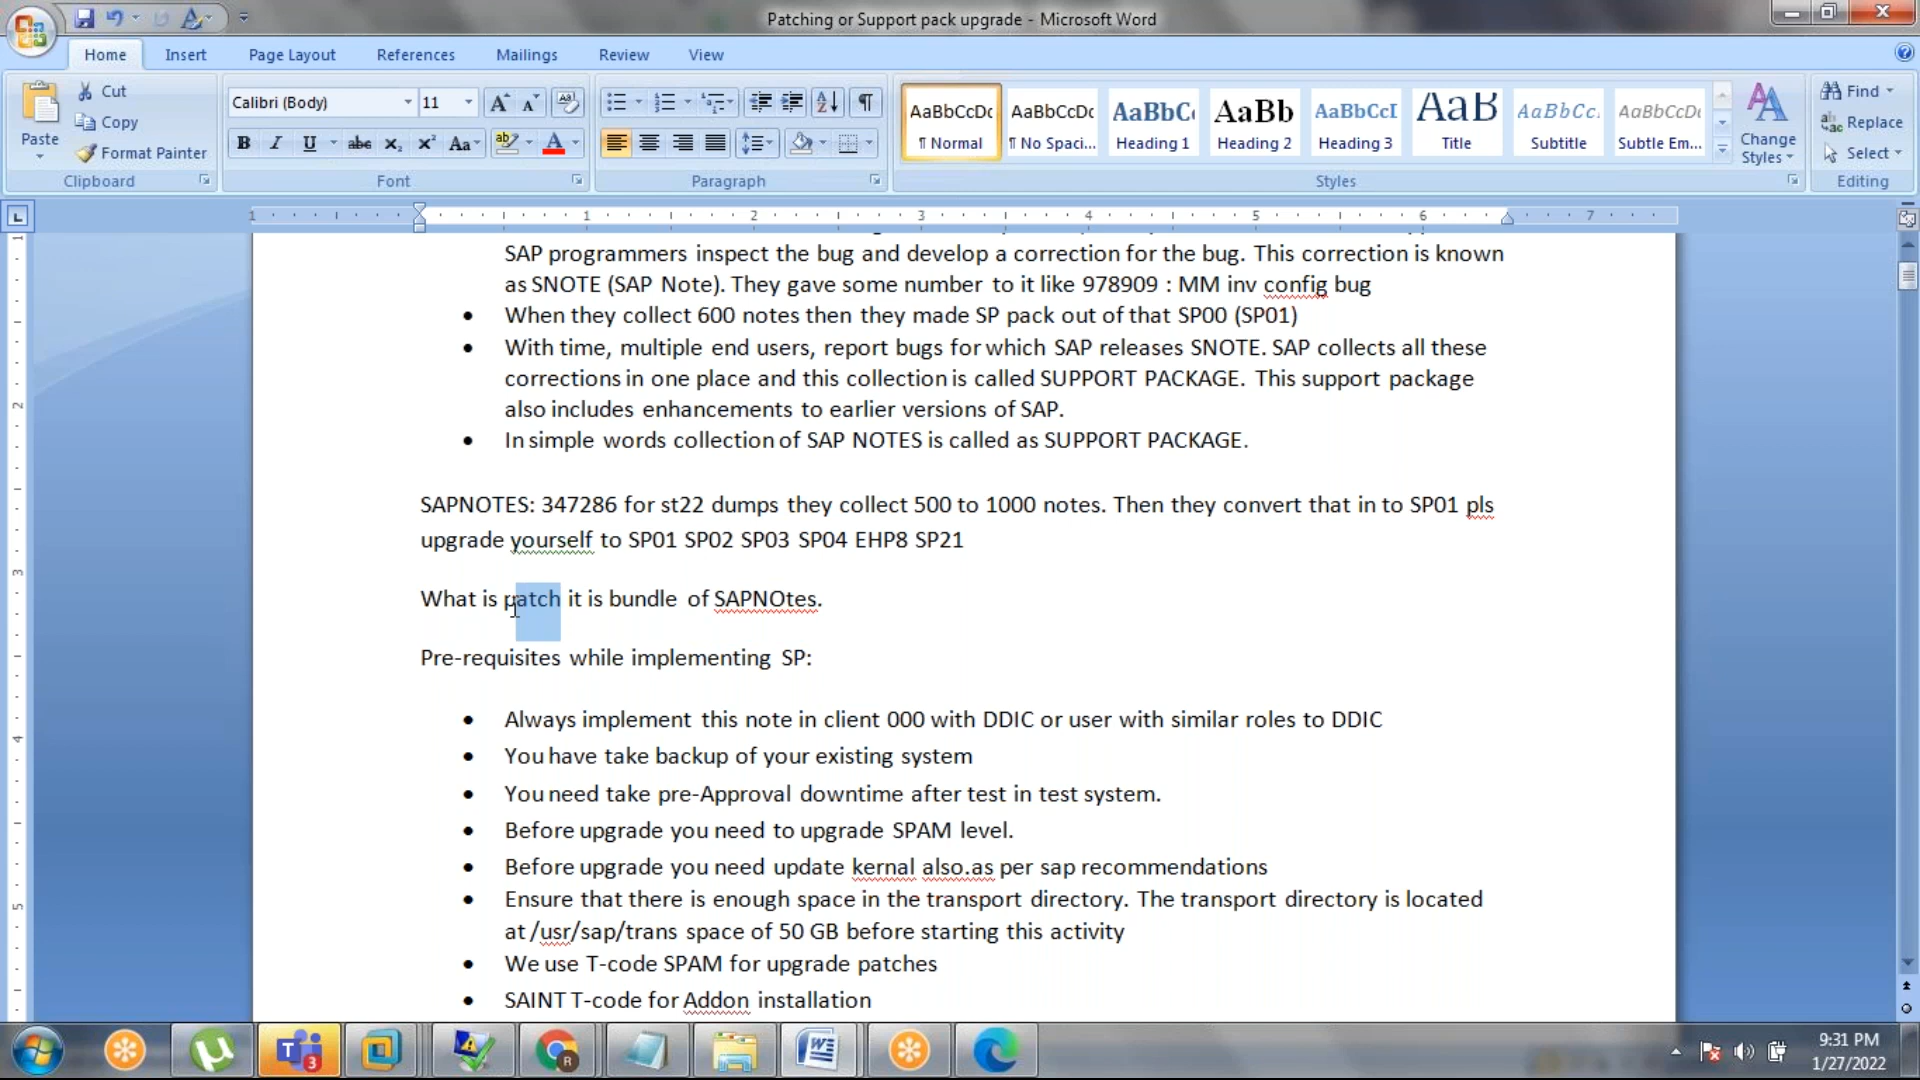 Patching or Support pack upgrade - Microsoft Word
Home Insert Page Layout References Mailings Review View
Paste
Cut
Copy
Format Painter
Clipboard
Calibri (Body) 11
Font
Paragraph
AaBbCcDc AaBbCcDc AaBbC AaBb AaBbCcI AaB AaBbCc. AaBbCcDc
¶ Normal ¶ No Spaci... Heading 1 Heading 2 Heading 3 Title Subtitle Subtle Em...
Change Styles
Styles
Find
Replace
Select
Editing
1 1 2 3 4 5 6 7
SAP programmers inspect the bug and develop a correction for the bug. This correction is known
as SNOTE (SAP Note). They gave some number to it like 978909 : MM inv config bug
• When they collect 600 notes then they made SP pack out of that SP00 (SP01)
• With time, multiple end users, report bugs for which SAP releases SNOTE. SAP collects all these
corrections in one place and this collection is called SUPPORT PACKAGE. This support package
also includes enhancements to earlier versions of SAP.
• In simple words collection of SAP NOTES is called as SUPPORT PACKAGE.
SAPNOTES: 347286 for st22 dumps they collect 500 to 1000 notes. Then they convert that in to SP01 pls
upgrade yourself to SP01 SP02 SP03 SP04 EHP8 SP21
What is patch it is bundle of SAPNOtes.
Pre-requisites while implementing SP:
• Always implement this note in client 000 with DDIC or user with similar roles to DDIC
• You have take backup of your existing system
• You need take pre-Approval downtime after test in test system.
• Before upgrade you need to upgrade SPAM level.
• Before upgrade you need update kernal also.as per sap recommendations
• Ensure that there is enough space in the transport directory. The transport directory is located
at /usr/sap/trans space of 50 GB before starting this activity
• We use T-code SPAM for upgrade patches
• SAINT T-code for Addon installation
9:31 PM
1/27/2022